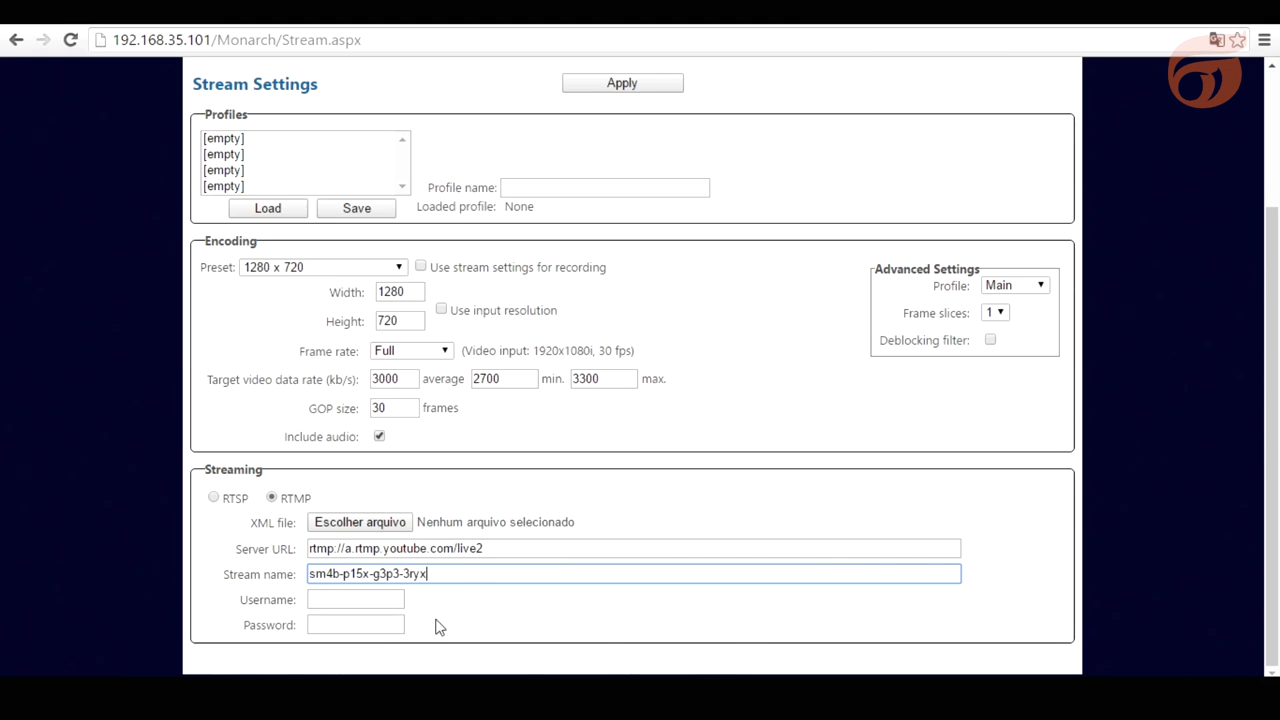 192.168.35.101/Monarch/Stream.aspx
Stream Settings
Apply
Profiles
[empty]
[empty]
[empty]
[empty]
Profile name:
Load Save Loaded profile: None
Encoding
Preset: 1280 x 720 Use stream settings for recording
Advanced Settings
Profile: Main
Width: 1280
Use input resolution
Frame slices: 1
Height: 720
Deblocking filter:
Frame rate: Full (Video input: 1920x1080i, 30 fps)
Target video data rate (kb/s): 3000 average 2700 min. 3300 max.
GOP size: 30 frames
Include audio:
Streaming
RTSP RTMP
XML file: Escolher arquivo Nenhum arquivo selecionado
Server URL: rtmp://a.rtmp.youtube.com/live2
Stream name: sm4b-p15x-g3p3-3ryx
Username:
Password: